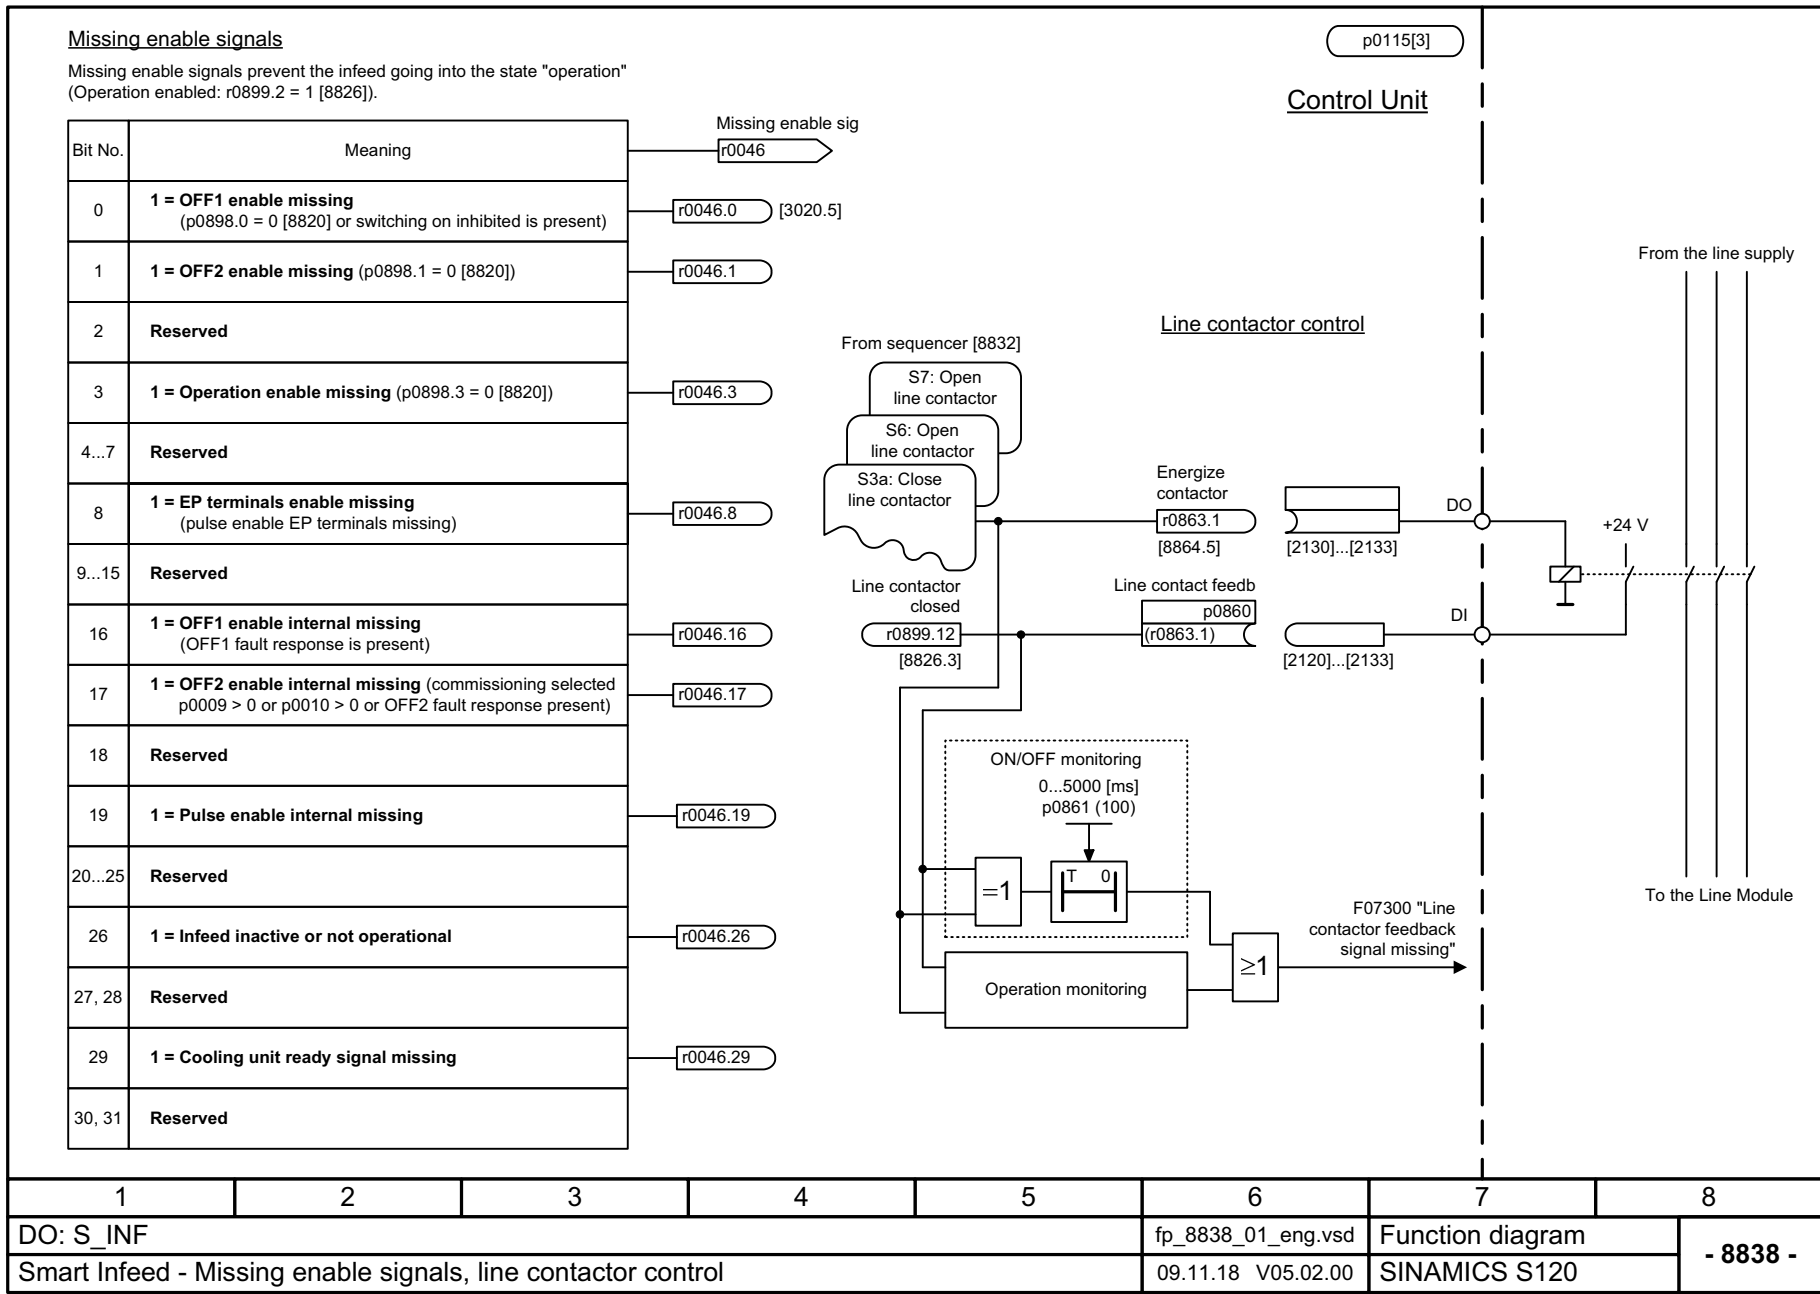 Missing enable signals
Missing enable signals prevent the infeed going into the state "operation"
(Operation enabled: r0899.2 = 1 [8826]).
p0115[3]
Control Unit
Bit No.
Meaning
Missing enable sig
r0046
0
1 = OFF1 enable missing
(p0898.0 = 0 [8820] or switching on inhibited is present)
r0046.0
[3020.5]
1
1 = OFF2 enable missing (p0898.1 = 0 [8820])
r0046.1
2
Reserved
3
1 = Operation enable missing (p0898.3 = 0 [8820])
r0046.3
4...7
Reserved
8
1 = EP terminals enable missing
(pulse enable EP terminals missing)
r0046.8
9...15
Reserved
16
1 = OFF1 enable internal missing
(OFF1 fault response is present)
r0046.16
17
1 = OFF2 enable internal missing (commissioning selected
p0009 > 0 or p0010 > 0 or OFF2 fault response present)
r0046.17
18
Reserved
19
1 = Pulse enable internal missing
r0046.19
20...25
Reserved
26
1 = Infeed inactive or not operational
r0046.26
27, 28
Reserved
29
1 = Cooling unit ready signal missing
r0046.29
30, 31
Reserved
Line contactor control
From sequencer [8832]
S7: Open
line contactor
S6: Open
line contactor
S3a: Close
line contactor
Energize
contactor
r0863.1
[8864.5]
[2130]...[2133]
DO
+24 V
From the line supply
Line contactor
closed
r0899.12
[8826.3]
Line contact feedb
p0860
(r0863.1)
[2120]...[2133]
DI
ON/OFF monitoring
0...5000 [ms]
p0861 (100)
=1
T 0
Operation monitoring
≥1
F07300 "Line
contactor feedback
signal missing"
To the Line Module
1 2 3 4 5 6 7 8
DO: S_INF
fp_8838_01_eng.vsd
Function diagram
- 8838 -
Smart Infeed - Missing enable signals, line contactor control
09.11.18 V05.02.00
SINAMICS S120